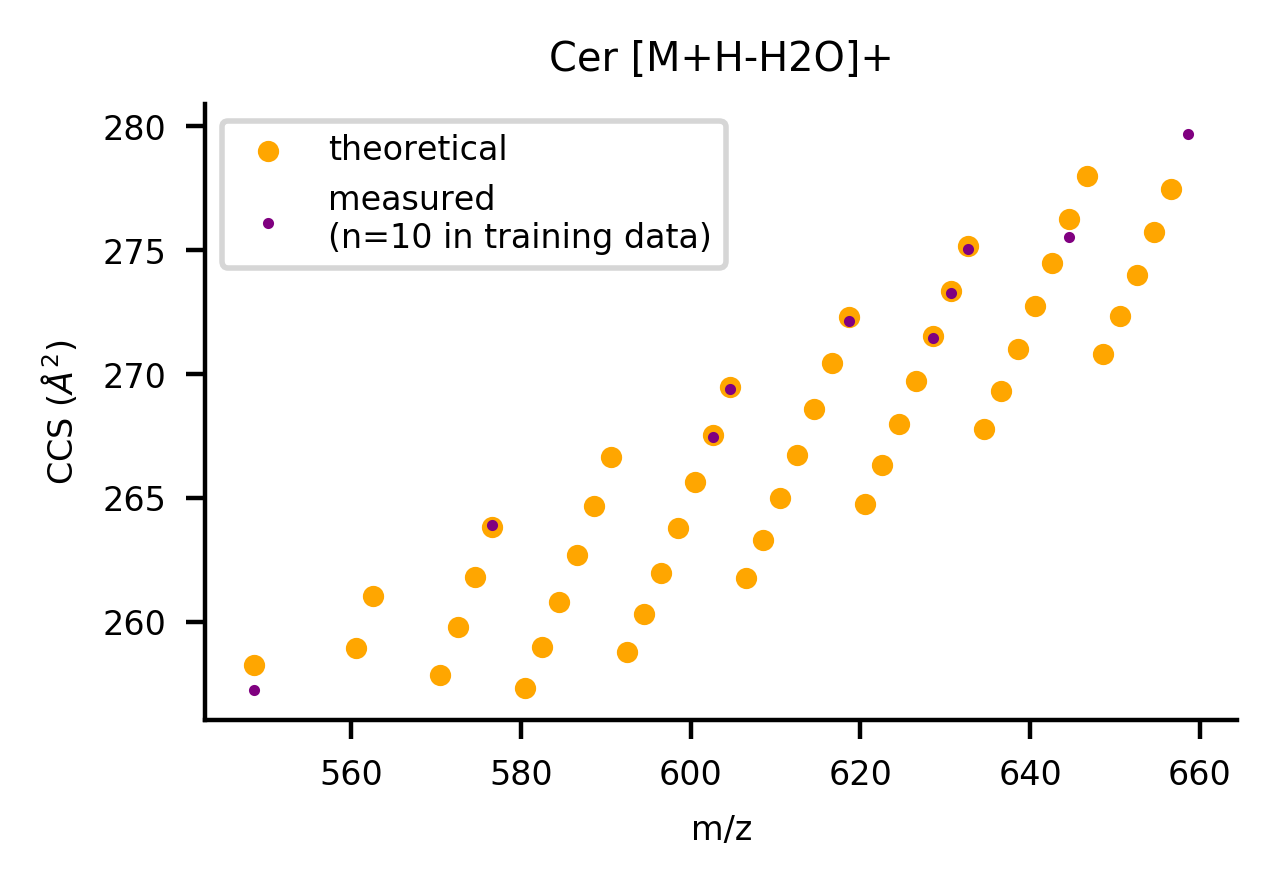 Cer [M+H-H2O]+
theoretical
measured
(n=10 in training data)
280
275
270
265
260
CCS (Å²)
560
580
600
620
640
660
m/z